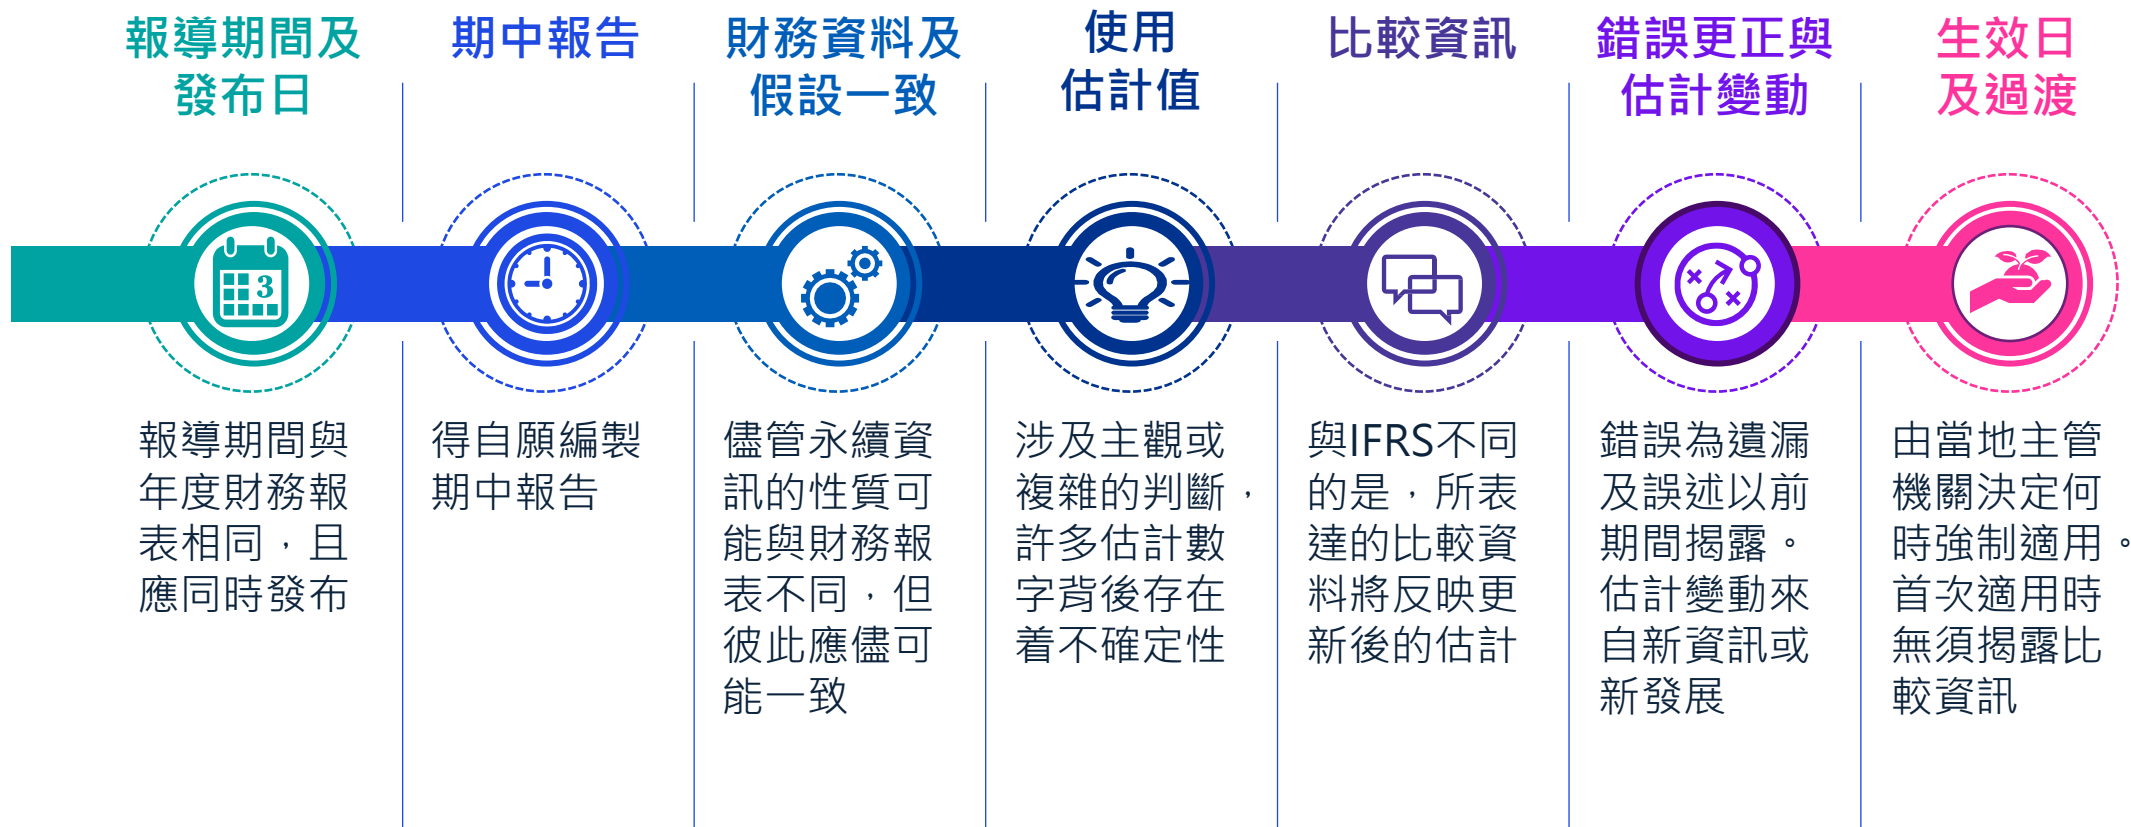 報導期間及
發布日
期中報告
財務資料及
假設一致
使用
估計值
比較資訊
錯誤更正與
估計變動
生效日
及過渡
3
報導期間與
年度財務報
表相同，且
應同時發布
得自願編製
期中報告
儘管永續資
訊的性質可
能與財務報
表不同，但
彼此應儘可
能一致
涉及主觀或
複雜的判斷，
許多估計數
字背後存在
着不確定性
與IFRS不同
的是，所表
達的比較資
料將反映更
新後的估計
錯誤為遺漏
及誤述以前
期間揭露。
估計變動來
自新資訊或
新發展
由當地主管
機關決定何
時強制適用。
首次適用時
無須揭露比
較資訊